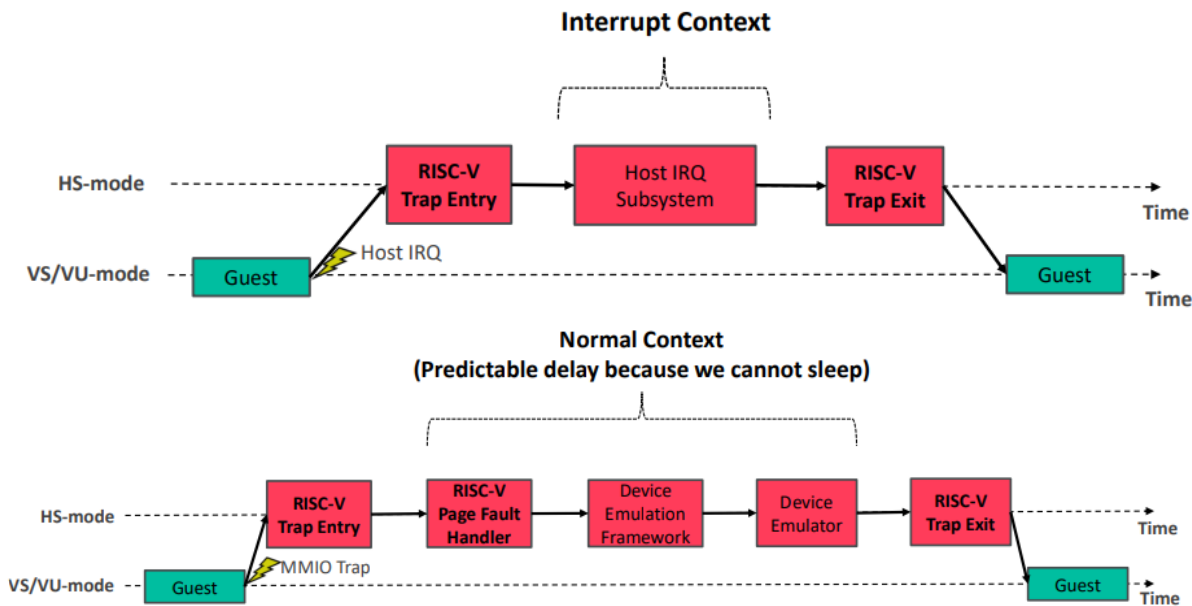 Interrupt Context
HS-mode
RISC-V
Trap Entry
Host IRQ
Subsystem
RISC-V
Trap Exit
Time
VS/VU-mode
Guest
Host IRQ
Guest
Time
Normal Context
(Predictable delay because we cannot sleep)
HS-mode
RISC-V
Trap Entry
RISC-V
Page Fault
Handler
Device
Emulation
Framework
Device
Emulator
RISC-V
Trap Exit
Time
VS/VU-mode
Guest
MMIO Trap
Guest
Time